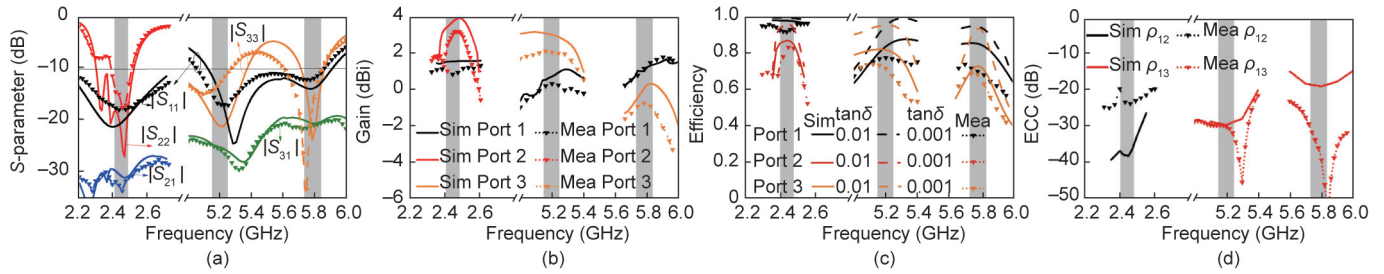 S-parameter (dB)
0
−10
−20
−30
2.2 2.4 2.6 5.2 5.4 5.6 5.8 6.0
Frequency (GHz)
|S33|
|S11|
|S22|
|S21|
|S31|
(a)
Gain (dBi)
6
4
2
0
−2
−4
−6
Sim Port 1 Mea Port 1
Sim Port 2 Mea Port 2
Sim Port 3 Mea Port 3
2.2 2.4 2.6 5.2 5.4 5.6 5.8 6.0
Frequency (GHz)
(b)
Efficiency
1.0
0.8
0.6
0.4
0.2
0
Sim tanδ tanδ Mea
Port 1 0.01 0.001
Port 2 0.01 0.001
Port 3 0.01 0.001
2.2 2.4 2.6 5.2 5.4 5.6 5.8 6.0
Frequency (GHz)
(c)
ECC (dB)
0
−10
−20
−30
−40
−50
Sim ρ12 Mea ρ12
Sim ρ13 Mea ρ13
2.2 2.4 2.6 5.2 5.4 5.6 5.8 6.0
Frequency (GHz)
(d)